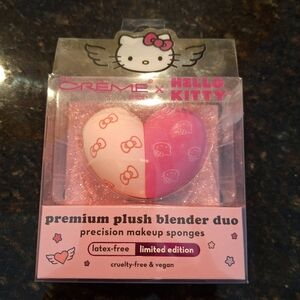 THE
CRÈME x HELLO
SHOP KITTY
premium plush blender duo
precision makeup sponges
latex-free limited edition
cruelty-free & vegan